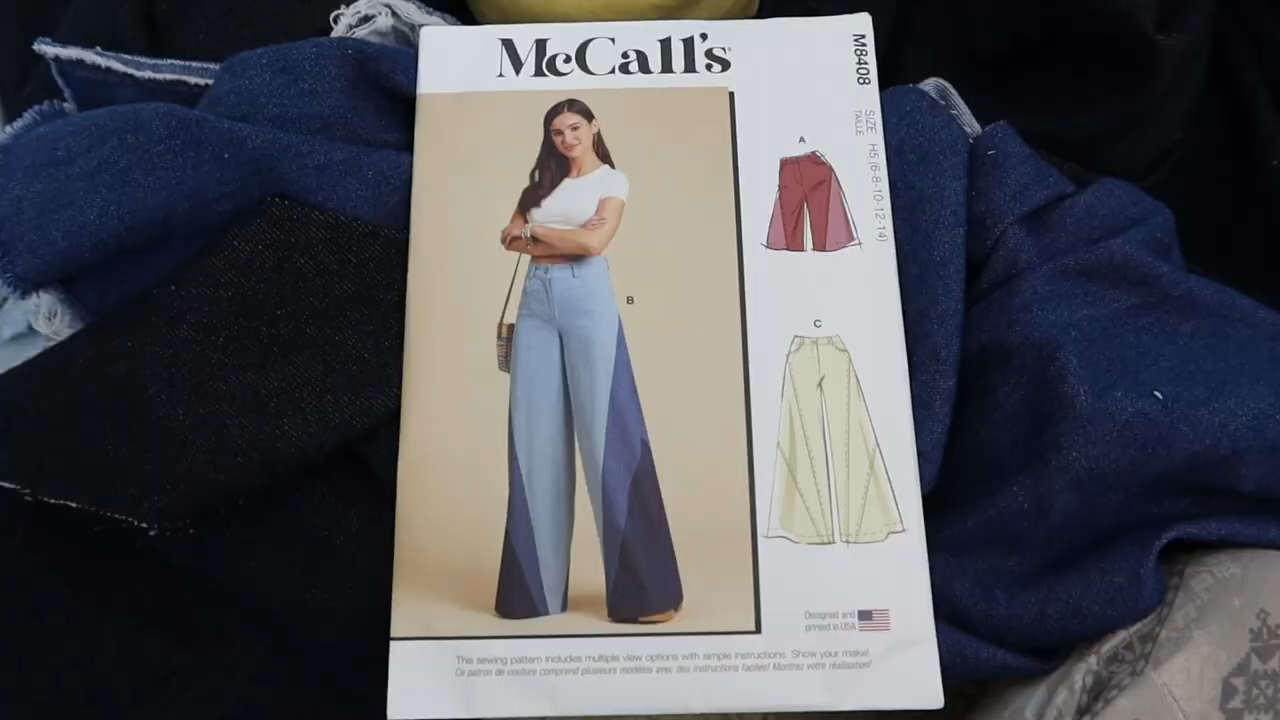 McCall's
M8408
SIZE H5 (6-8-10-12-14)
TAILLE
A
B
C
Designed and
printed in USA
This sewing pattern includes multiple view options with simple instructions. Show your make!
Ce patron de couture comprend plusieurs modèles avec des instructions faciles! Montrez votre réalisation!